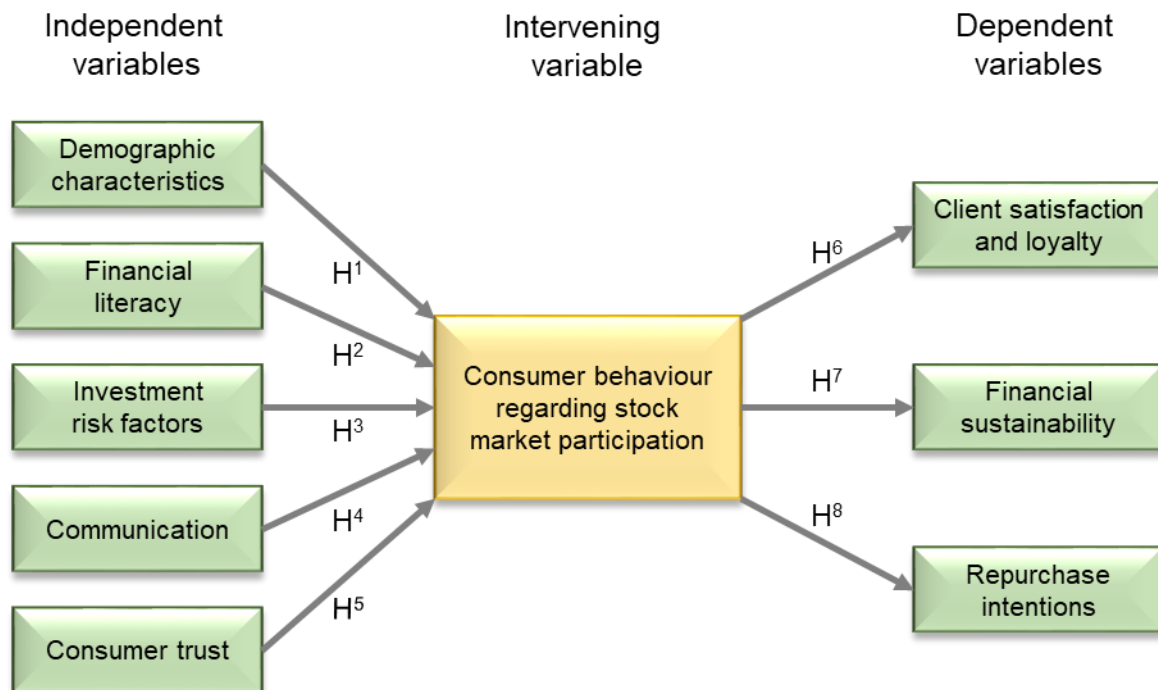 Independent
variables
Intervening
variable
Dependent
variables
Demographic
characteristics
Financial
literacy
Investment
risk factors
Communication
Consumer trust
H¹
H²
H³
H⁴
H⁵
Consumer behaviour
regarding stock
market participation
H⁶
H⁷
H⁸
Client satisfaction
and loyalty
Financial
sustainability
Repurchase
intentions